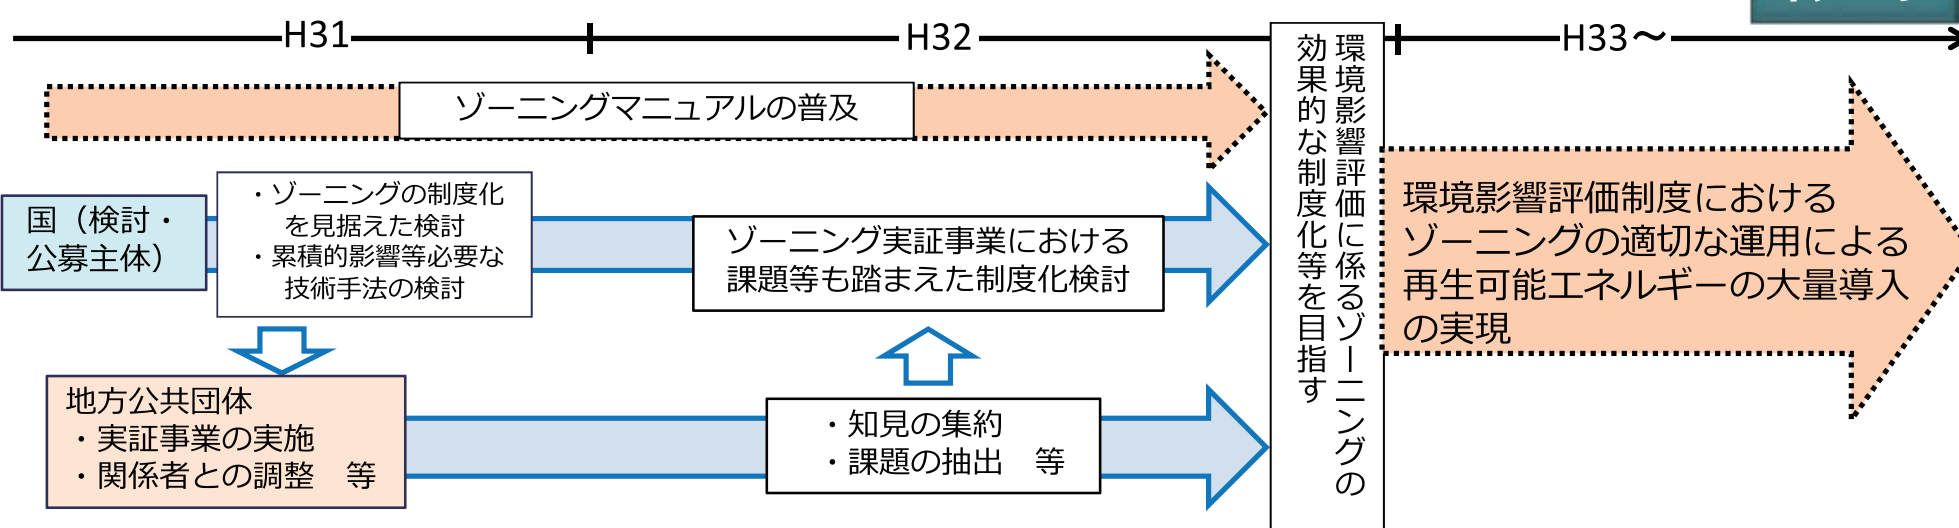 H31
H32
H33~
ゾーニングマニュアルの普及
国(検討・
公募主体)
・ゾーニングの制度化
を見据えた検討
・累積的影響等必要な
技術手法の検討
ゾーニング実証事業における
課題等も踏まえた制度化検討
地方公共団体
・実証事業の実施
・関係者との調整 等
・知見の集約
・課題の抽出 等
環境影響評価に係るゾーニングの
効果的な制度化等を目指す
環境影響評価制度における
ゾーニングの適切な運用による
再生可能エネルギーの大量導入
の実現